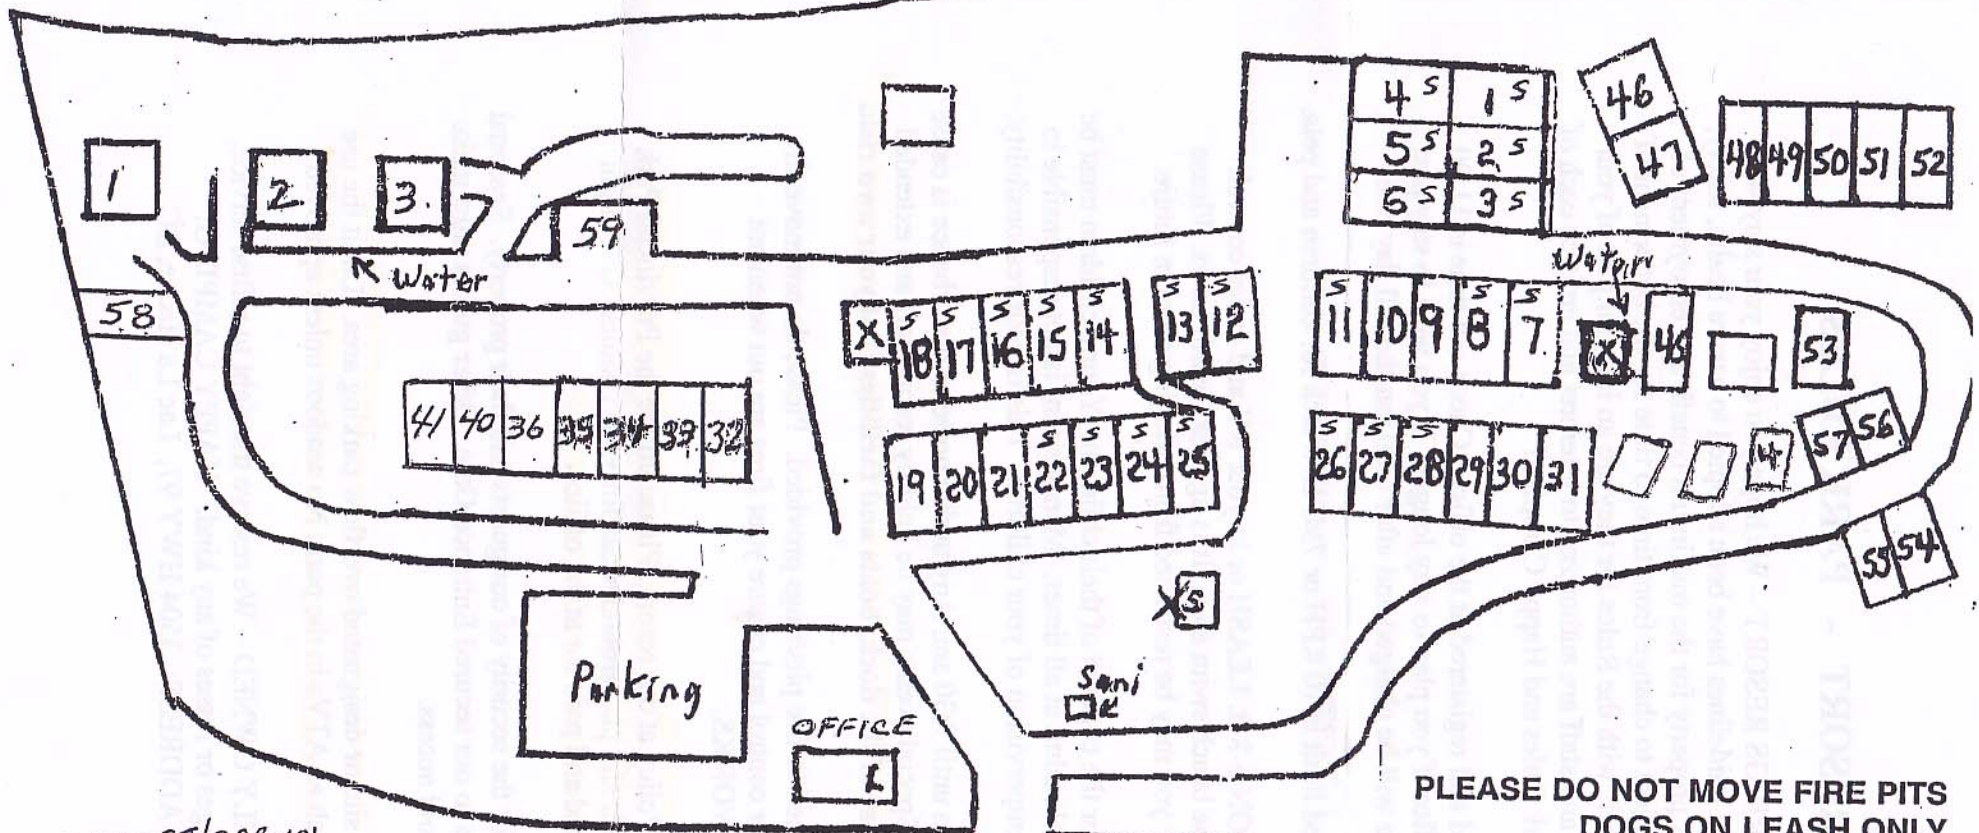 1
2
3
59
Water
58
4 S 1 S
5 S 2 S
6 S 3 S
46
47
48 49 50 51 52
Water
X
S 18
S 17
S 16
S 15
S 14
S 13
S 12
S 11
10
9
S 8
S 7
X
45
53
41 40 36 35 34 33 32
19
20
21
S 22
S 23
S 24
S 25
S 26
S 27
S 28
29
30
31
4
57 56
55 54
X S
Sani
Parking
OFFICE
L
PLEASE DO NOT MOVE FIRE PITS
DOGS ON LEASH ONLY